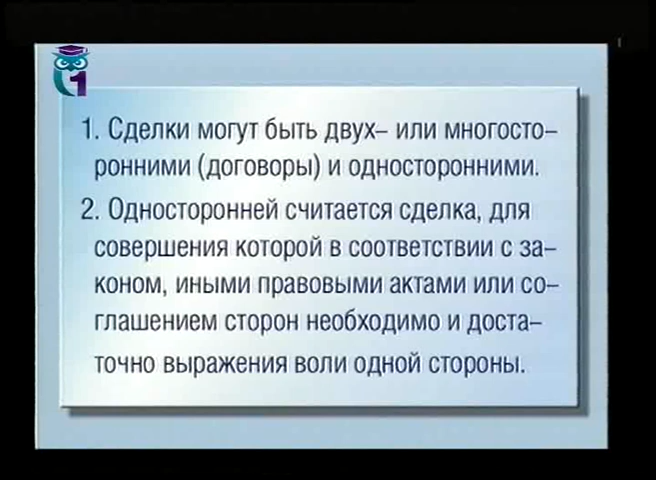 1
1. Сделки могут быть двух– или многосто–
ронними (договоры) и односторонними.
2. Односторонней считается сделка, для
совершения которой в соответствии с за–
коном, иными правовыми актами или со–
глашением сторон необходимо и доста–
точно выражения воли одной стороны.